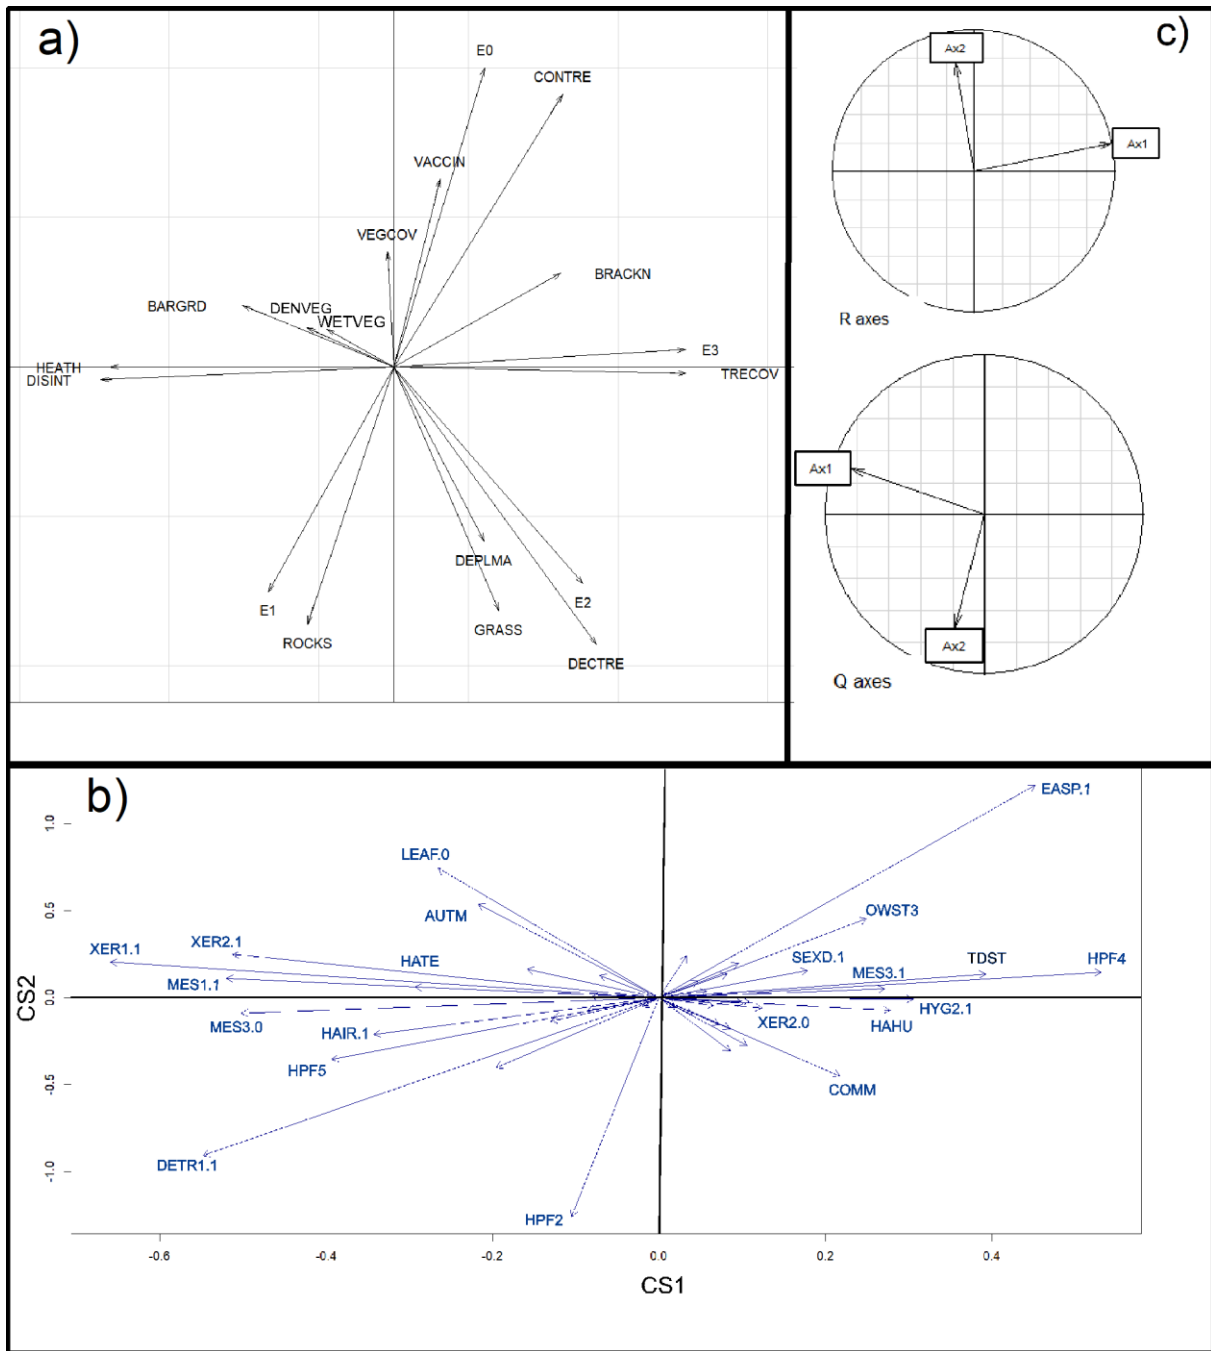 a)
E0
CONTRE
VACCIN
VEGCOV
BRACKN
BARGRD
DENVEG
WETVEG
E3
HEATH
DISINT
TRECOV
DEPLMA
E1
E2
GRASS
ROCKS
DECTRE
c)
Ax2
Ax1
R axes
Ax1
Ax2
Q axes
b)
EASP.1
LEAF.0
AUTM
OWST3
XER1.1
XER2.1
HATE
SEXD.1
TDST
HPF4
MES1.1
MES3.1
MES3.0
HAIR.1
XER2.0
HYG2.1
HAHU
HPF5
COMM
DETR1.1
HPF2
CS2
1.0
0.5
0.0
-0.5
-1.0
-0.6
-0.4
-0.2
0.0
0.2
0.4
CS1